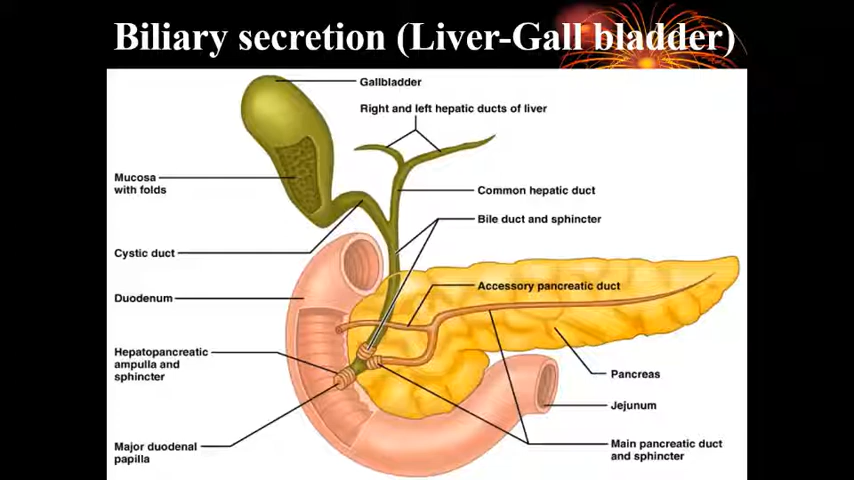 Biliary secretion (Liver-Gall bladder)
Gallbladder
Right and left hepatic ducts of liver
Mucosa
with folds
Common hepatic duct
Bile duct and sphincter
Cystic duct
Accessory pancreatic duct
Duodenum
Hepatopancreatic
ampulla and
sphincter
Pancreas
Jejunum
Major duodenal
papilla
Main pancreatic duct
and sphincter